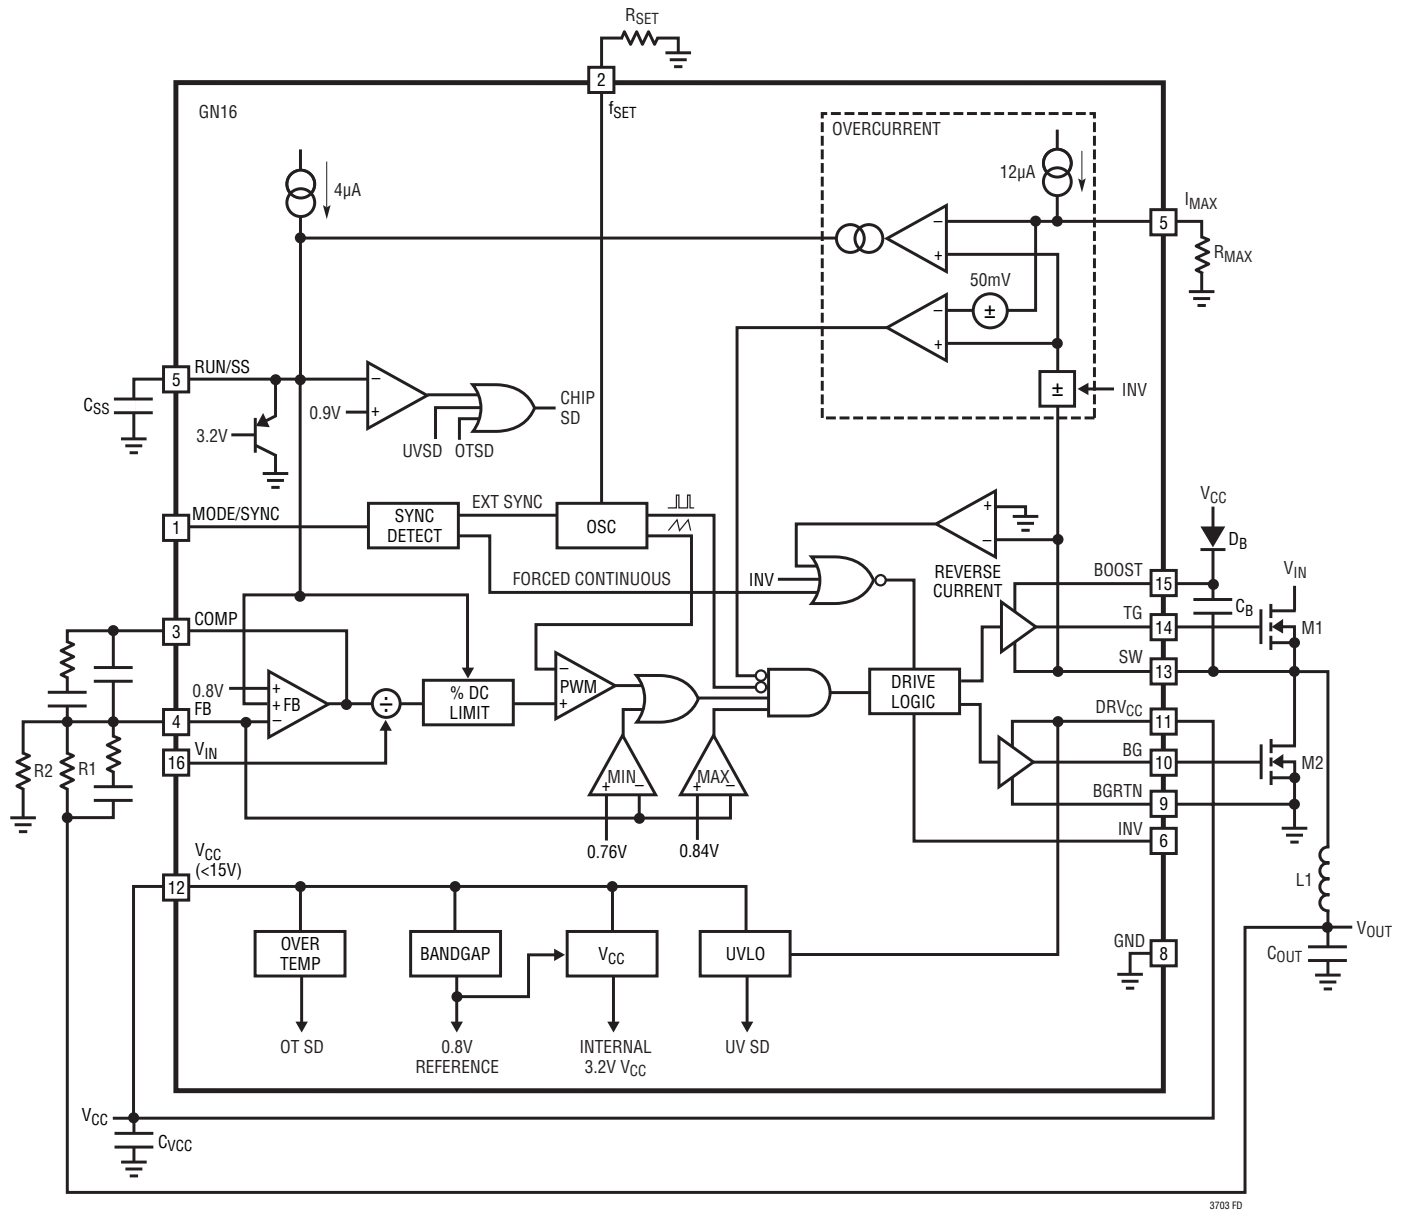 RSET
2
fSET
GN16
OVERCURRENT
4µA
12µA
IMAX
5
RMAX
–
+
50mV
±
–
+
±
INV
RUN/SS
5
CSS
3.2V
–
0.9V
+
CHIP
SD
UVSD
OTSD
MODE/SYNC
1
SYNC
DETECT
EXT SYNC
OSC
FORCED CONTINUOUS
INV
+
–
REVERSE
CURRENT
VCC
DB
BOOST
15
CB
VIN
TG
14
M1
SW
13
COMP
3
0.8V
FB
4
+
+
FB
–
÷
% DC
LIMIT
–
PWM
+
DRIVE
LOGIC
DRVCC
11
BG
10
M2
BGRTN
9
INV
6
VIN
16
R2
R1
MIN
+
–
MAX
+
–
0.76V
0.84V
VCC
(<15V)
12
OVER
TEMP
BANDGAP
VCC
UVLO
GND
8
L1
VOUT
COUT
OT SD
0.8V
REFERENCE
INTERNAL
3.2V VCC
UV SD
VCC
CVCC
3703 FD